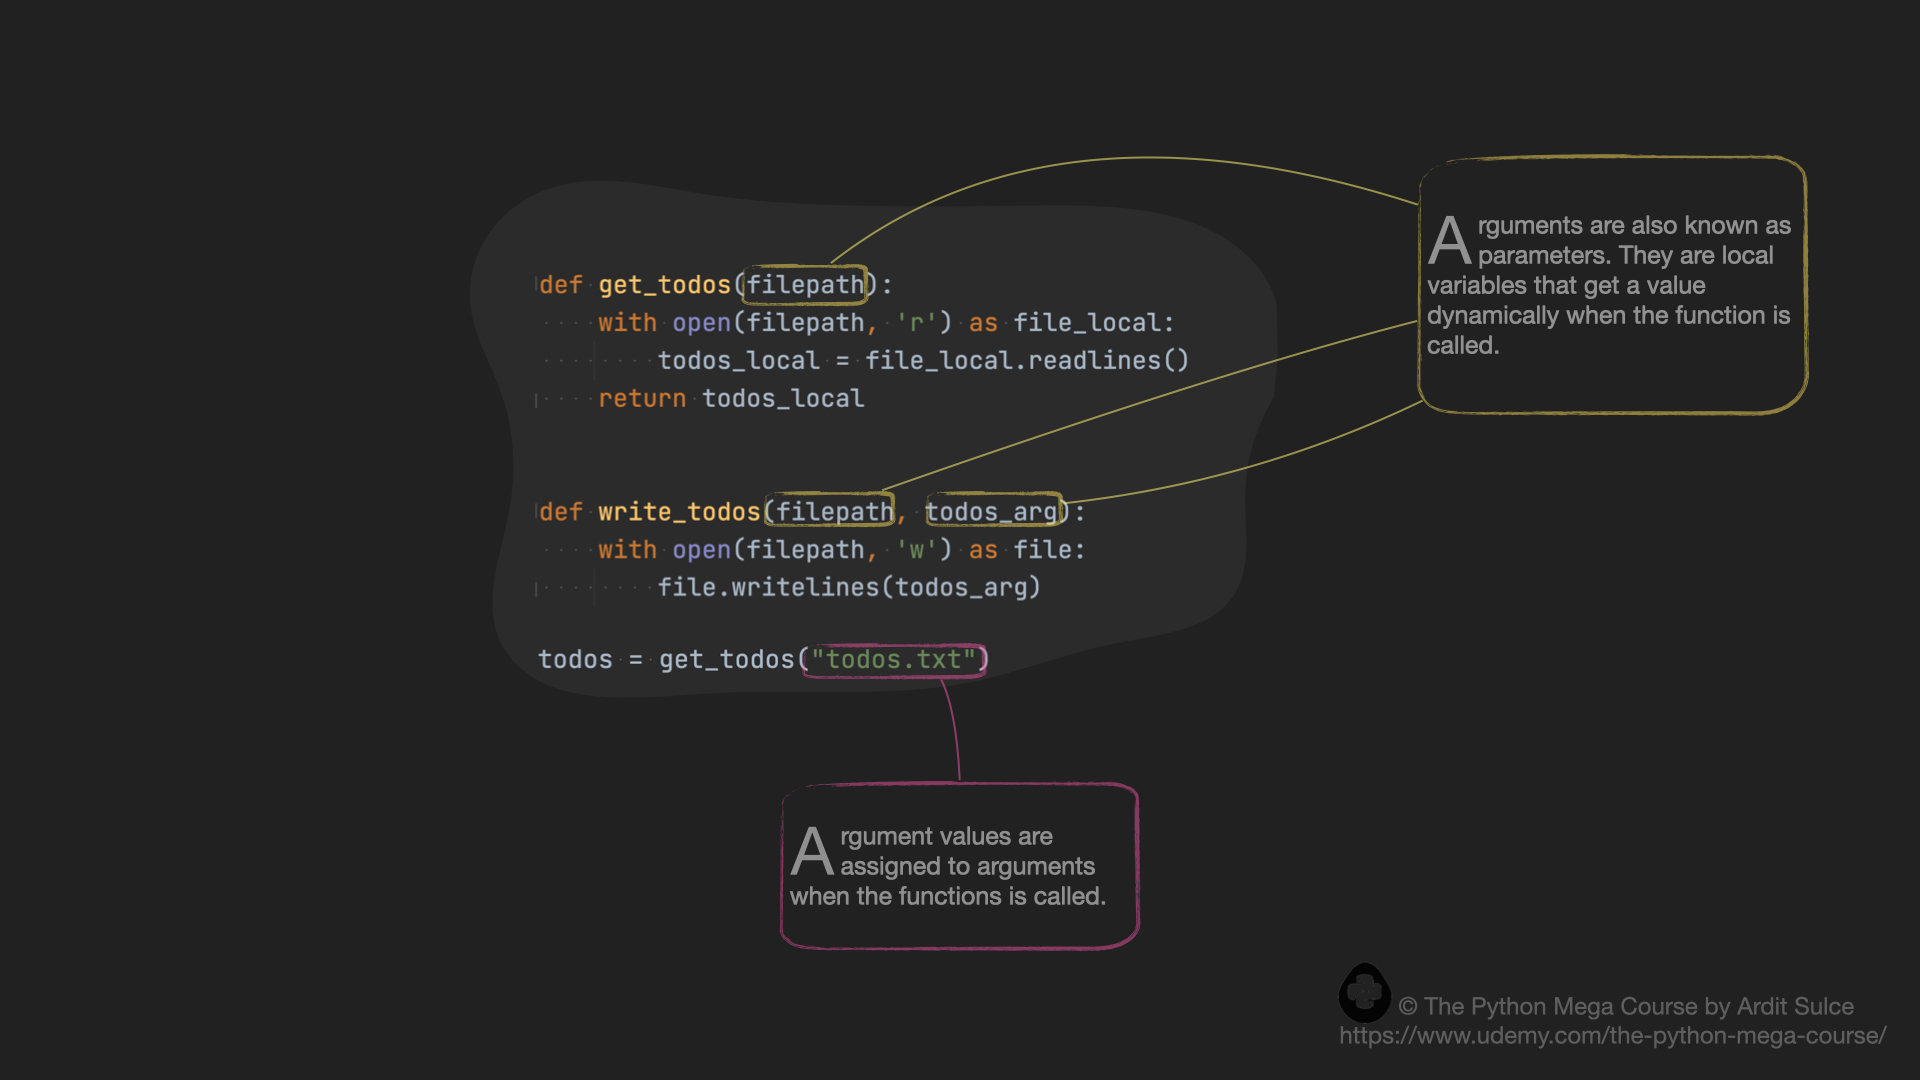 def get_todos(filepath):
with open(filepath, 'r') as file_local:
todos_local = file_local.readlines()
return todos_local
def write_todos(filepath, todos_arg):
with open(filepath, 'w') as file:
file.writelines(todos_arg)
todos = get_todos("todos.txt")
Arguments are also known as
parameters. They are local
variables that get a value
dynamically when the function is
called.
Argument values are
assigned to arguments
when the functions is called.
© The Python Mega Course by Ardit Sulce
https://www.udemy.com/the-python-mega-course/